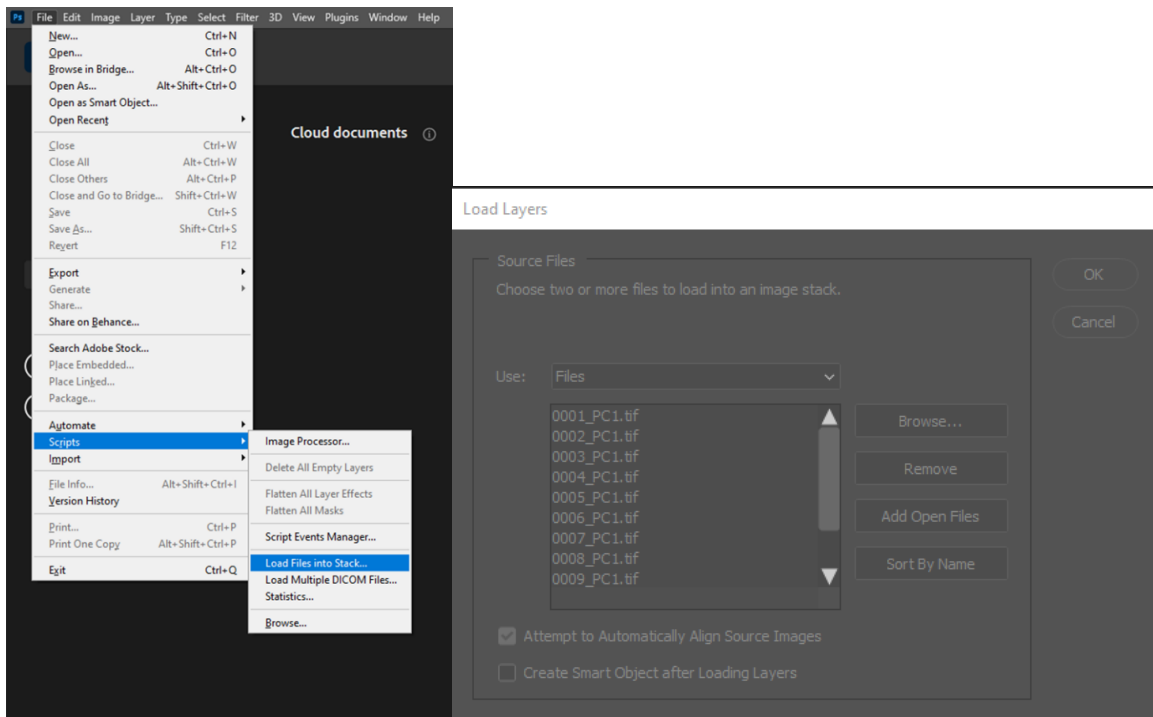 Ps File Edit Image Layer Type Select Filter 3D View Plugins Window Help
New... Ctrl+N
Open... Ctrl+O
Browse in Bridge... Alt+Ctrl+O
Open As... Alt+Shift+Ctrl+O
Open as Smart Object...
Open Recent
Close Ctrl+W
Close All Alt+Ctrl+W
Close Others Alt+Ctrl+P
Close and Go to Bridge... Shift+Ctrl+W
Save Ctrl+S
Save As... Shift+Ctrl+S
Revert F12
Export
Generate
Share...
Share on Behance...
Search Adobe Stock...
Place Embedded...
Place Linked...
Package...
Automate
Scripts
Import
File Info... Alt+Shift+Ctrl+I
Version History
Print... Ctrl+P
Print One Copy Alt+Shift+Ctrl+P
Exit Ctrl+Q
Cloud documents
Image Processor...
Delete All Empty Layers
Flatten All Layer Effects
Flatten All Masks
Script Events Manager...
Load Files into Stack...
Load Multiple DICOM Files...
Statistics...
Browse...
Load Layers
Source Files
Choose two or more files to load into an image stack.
Use: Files
0001_PC1.tif
0002_PC1.tif
0003_PC1.tif
0004_PC1.tif
0005_PC1.tif
0006_PC1.tif
0007_PC1.tif
0008_PC1.tif
0009_PC1.tif
Browse...
Remove
Add Open Files
Sort By Name
Attempt to Automatically Align Source Images
Create Smart Object after Loading Layers
OK
Cancel